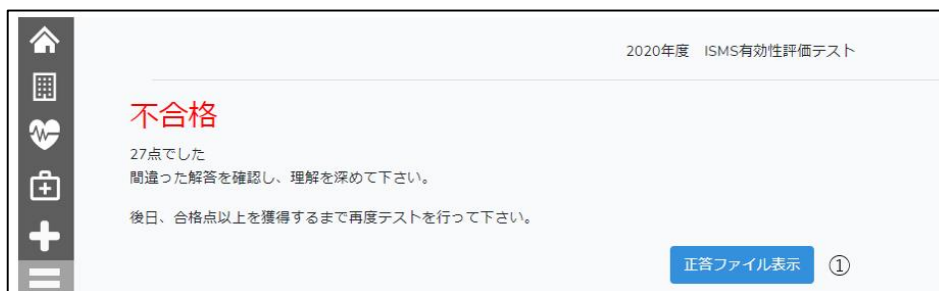 2020年度 ISMS有効性評価テスト
不合格
27点でした
間違った解答を確認し、理解を深めて下さい。
後日、合格点以上を獲得するまで再度テストを行って下さい。
正答ファイル表示 ①